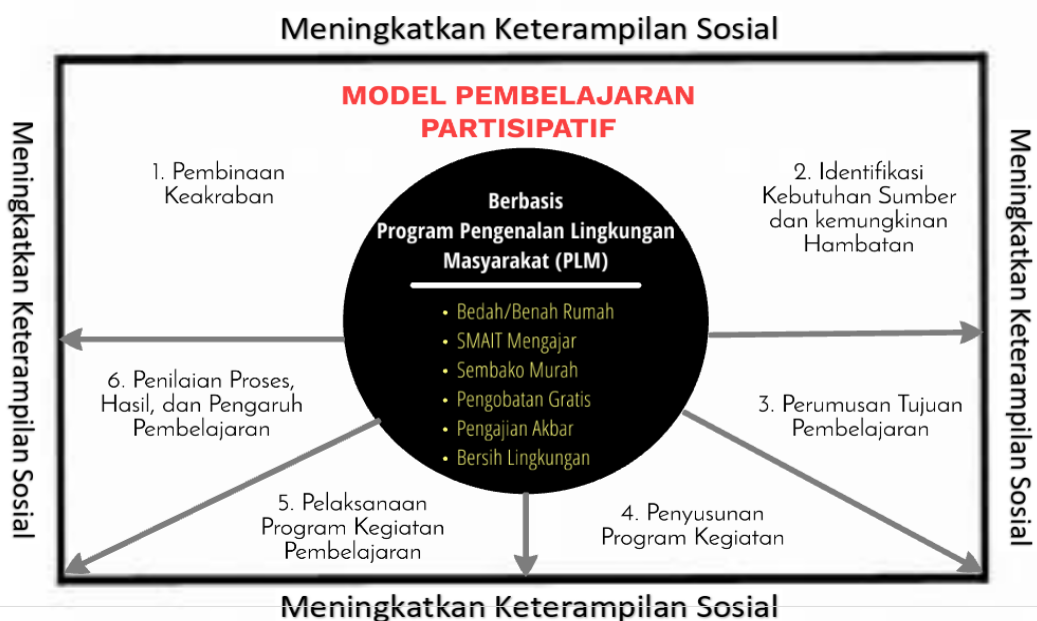 Meningkatkan Keterampilan Sosial
MODEL PEMBELAJARAN
PARTISIPATIF
Meningkatkan Keterampilan Sosial
Meningkatkan Keterampilan Sosial
1. Pembinaan
Keakraban
2. Identifikasi
Kebutuhan Sumber
dan kemungkinan
Hambatan
Berbasis
Program Pengenalan Lingkungan
Masyarakat (PLM)
• Bedah/Benah Rumah
• SMAIT Mengajar
• Sembako Murah
• Pengobatan Gratis
• Pengajian Akbar
• Bersih Lingkungan
3. Perumusan Tujuan
Pembelajaran
4. Penyusunan
Program Kegiatan
5. Pelaksanaan
Program Kegiatan
Pembelajaran
6. Penilaian Proses,
Hasil, dan Pengaruh
Pembelajaran
Meningkatkan Keterampilan Sosial